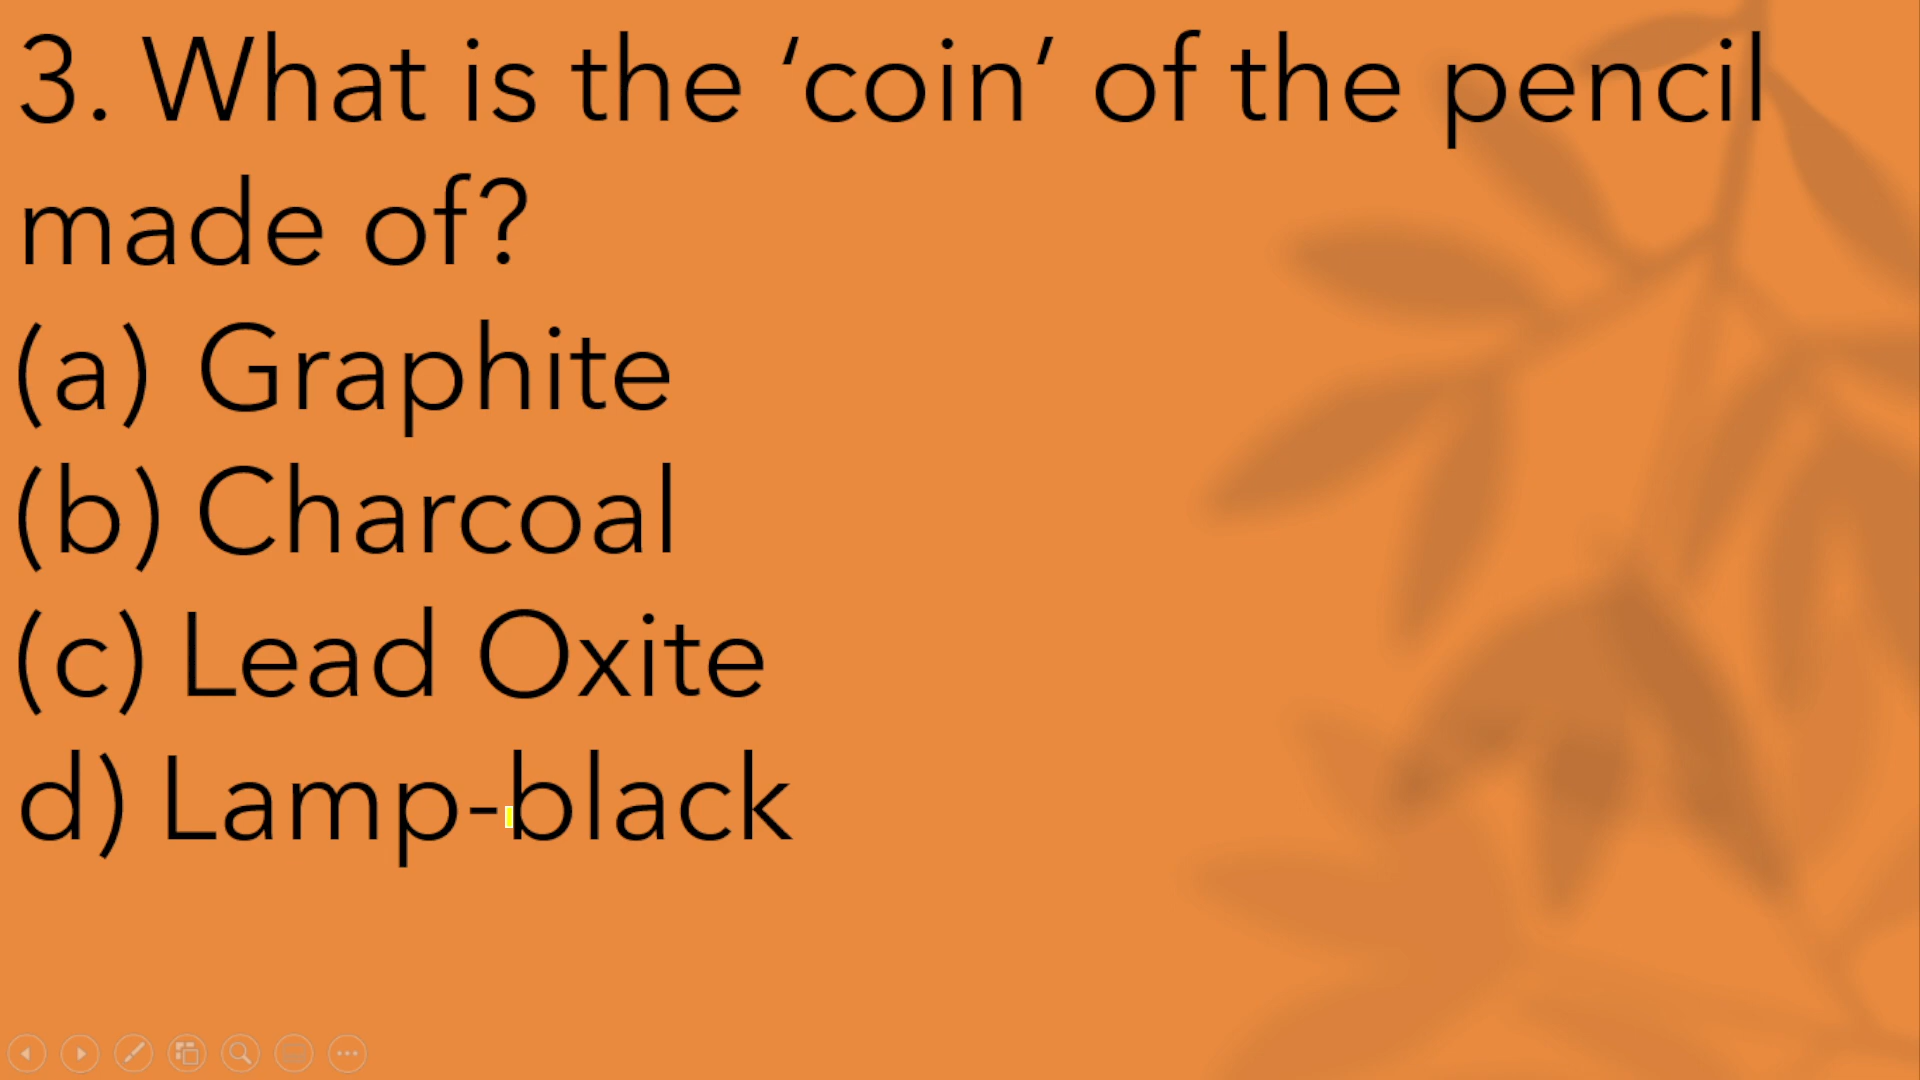 3. What is the ‘coin’ of the pencil
made of?
(a) Graphite
(b) Charcoal
(c) Lead Oxite
d) Lamp-black